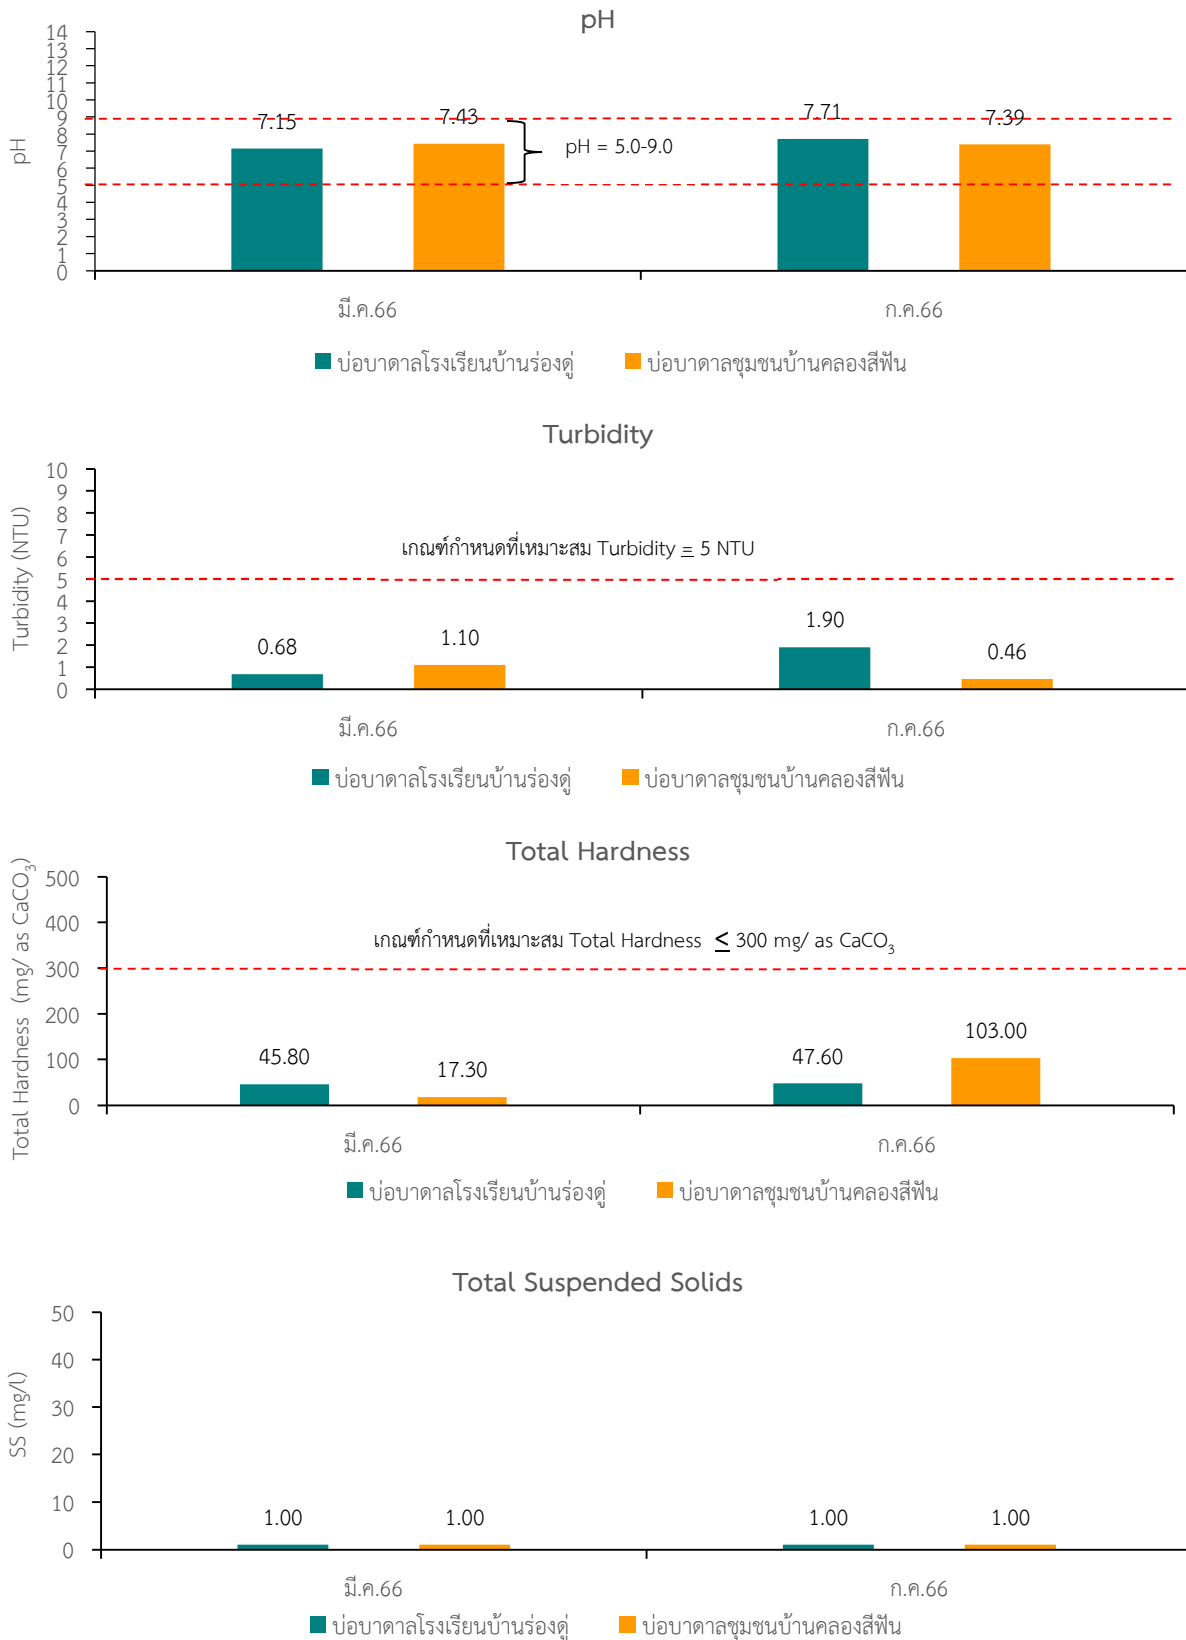 pH
14
13
12
11
10
9
8
7
6
5
4
3
2
1
0
pH
7.15
7.43
7.71
7.39
pH = 5.0-9.0
มี.ค.66
ก.ค.66
บ่อบาดาลโรงเรียนบ้านร่องดู่
บ่อบาดาลชุมชนบ้านคลองสีฟัน
Turbidity
10
9
8
7
6
5
4
3
2
1
0
Turbidity (NTU)
เกณฑ์กำหนดที่เหมาะสม Turbidity = 5 NTU
0.68
1.10
1.90
0.46
มี.ค.66
ก.ค.66
บ่อบาดาลโรงเรียนบ้านร่องดู่
บ่อบาดาลชุมชนบ้านคลองสีฟัน
Total Hardness
500
400
300
200
100
0
Total Hardness (mg/ as CaCO₃)
เกณฑ์กำหนดที่เหมาะสม Total Hardness ≤ 300 mg/ as CaCO₃
45.80
17.30
47.60
103.00
มี.ค.66
ก.ค.66
บ่อบาดาลโรงเรียนบ้านร่องดู่
บ่อบาดาลชุมชนบ้านคลองสีฟัน
Total Suspended Solids
50
40
30
20
10
0
SS (mg/l)
1.00
1.00
1.00
1.00
มี.ค.66
ก.ค.66
บ่อบาดาลโรงเรียนบ้านร่องดู่
บ่อบาดาลชุมชนบ้านคลองสีฟัน